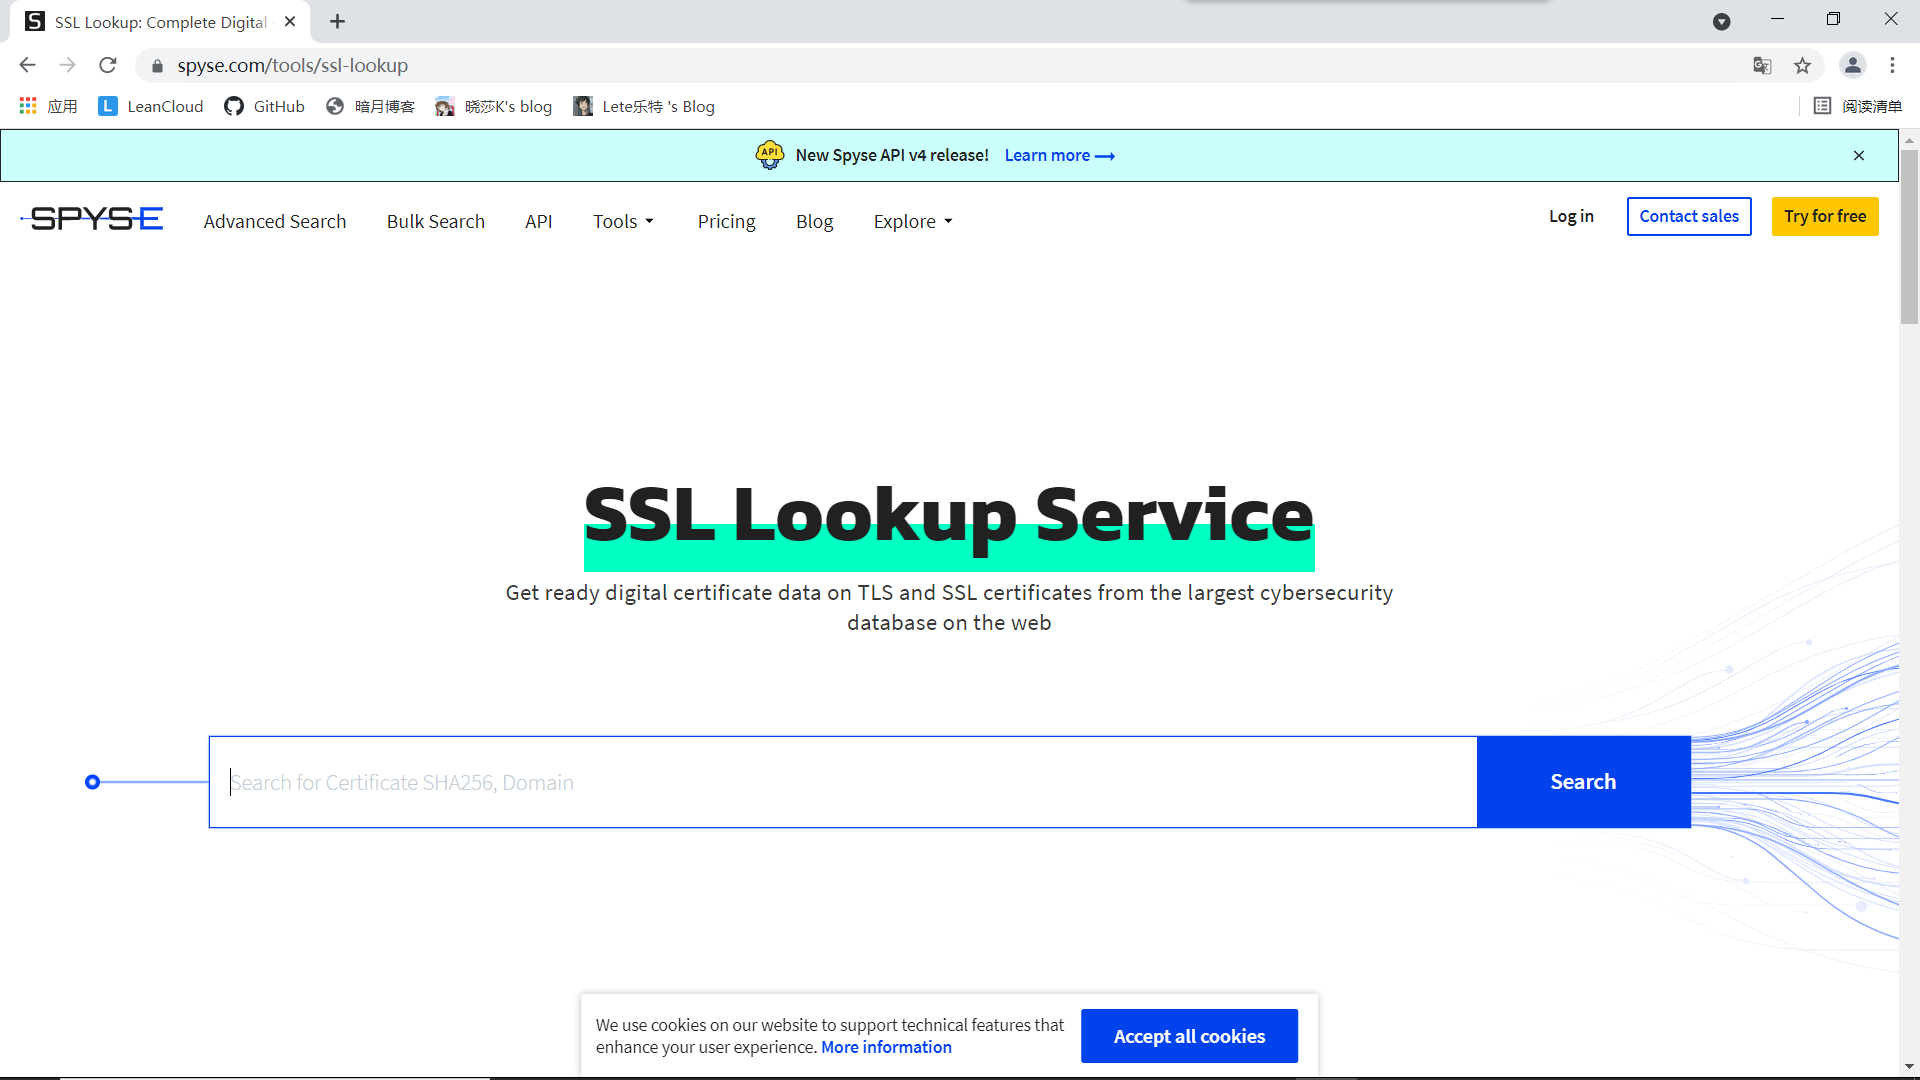 SSL Lookup: Complete Digital
spyse.com/tools/ssl-lookup
应用 LeanCloud GitHub 暗月博客 晓莎K's blog Lete乐特 's Blog 阅读清单
API New Spyse API v4 release! Learn more
SPYSE Advanced Search Bulk Search API Tools Pricing Blog Explore Log in Contact sales Try for free
SSL Lookup Service
Get ready digital certificate data on TLS and SSL certificates from the largest cybersecurity
database on the web
Search for Certificate SHA256, Domain Search
We use cookies on our website to support technical features that
enhance your user experience. More information
Accept all cookies